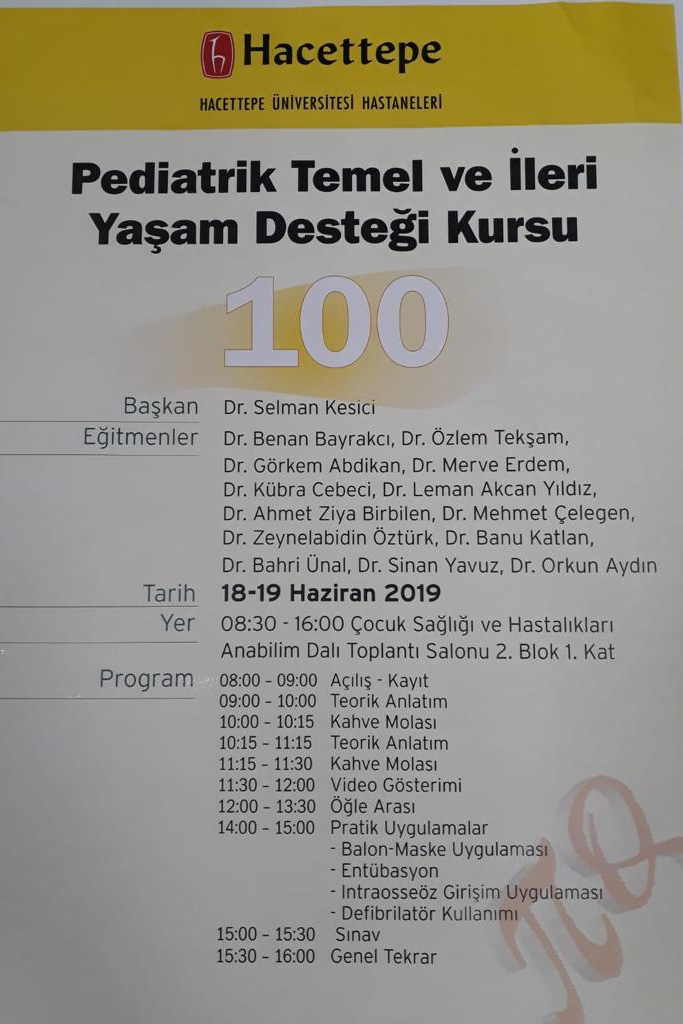 Hacettepe
HACETTEPE ÜNİVERSİTESİ HASTANELERİ
Pediatrik Temel ve İleri
Yaşam Desteği Kursu
100
Başkan Dr. Selman Kesici
Eğitmenler Dr. Benan Bayrakcı, Dr. Özlem Tekşam,
Dr. Görkem Abdikan, Dr. Merve Erdem,
Dr. Kübra Cebeci, Dr. Leman Akcan Yıldız,
Dr. Ahmet Ziya Birbilen, Dr. Mehmet Çelegen,
Dr. Zeynelabidin Öztürk, Dr. Banu Katlan,
Dr. Bahri Ünal, Dr. Sinan Yavuz, Dr. Orkun Aydın
Tarih 18-19 Haziran 2019
Yer 08:30 - 16:00 Çocuk Sağlığı ve Hastalıkları
Anabilim Dalı Toplantı Salonu 2. Blok 1. Kat
Program 08:00 - 09:00 Açılış - Kayıt
09:00 - 10:00 Teorik Anlatım
10:00 - 10:15 Kahve Molası
10:15 - 11:15 Teorik Anlatım
11:15 - 11:30 Kahve Molası
11:30 - 12:00 Video Gösterimi
12:00 - 13:30 Öğle Arası
14:00 - 15:00 Pratik Uygulamalar
- Balon-Maske Uygulaması
- Entübasyon
- Intraosseöz Girişim Uygulaması
- Defibrilatör Kullanımı
15:00 - 15:30 Sınav
15:30 - 16:00 Genel Tekrar